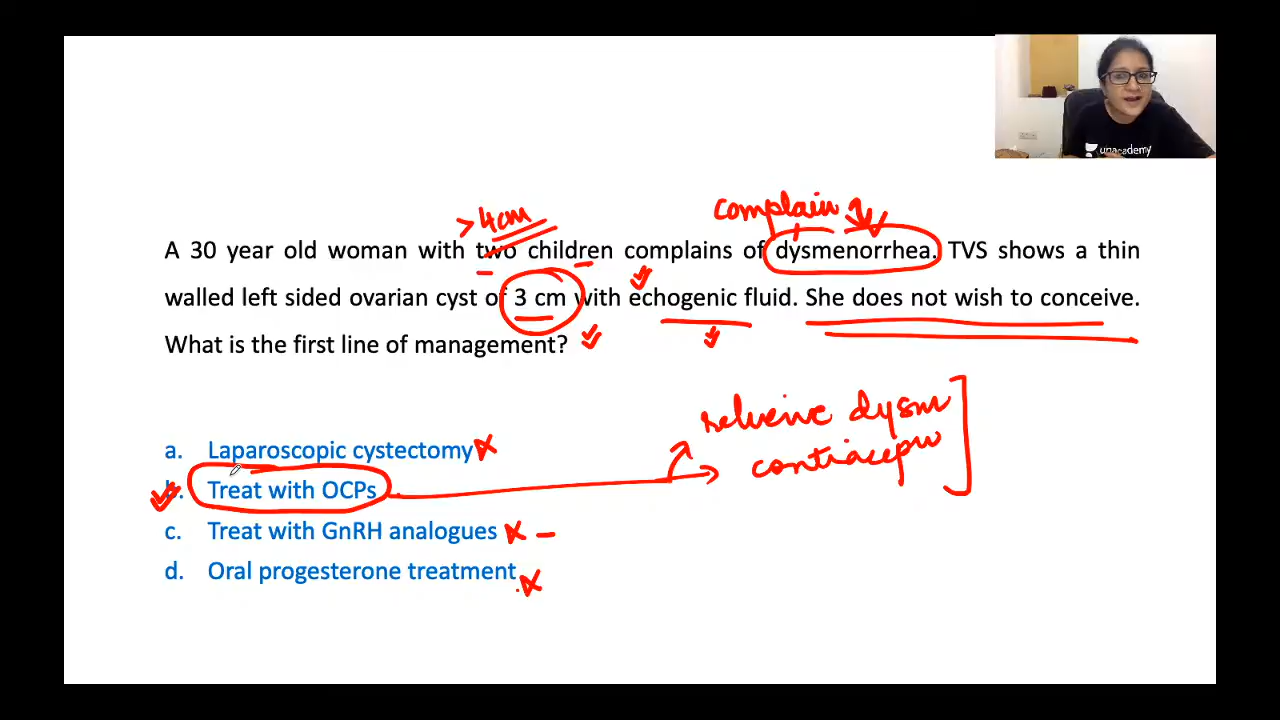 unacademy
complain
>4cm
A 30 year old woman with two children complains of dysmenorrhea. TVS shows a thin
walled left sided ovarian cyst of 3 cm with echogenic fluid. She does not wish to conceive.
What is the first line of management?
relieve dysm
contracep
a. Laparoscopic cystectomy
b. Treat with OCPs
c. Treat with GnRH analogues
d. Oral progesterone treatment